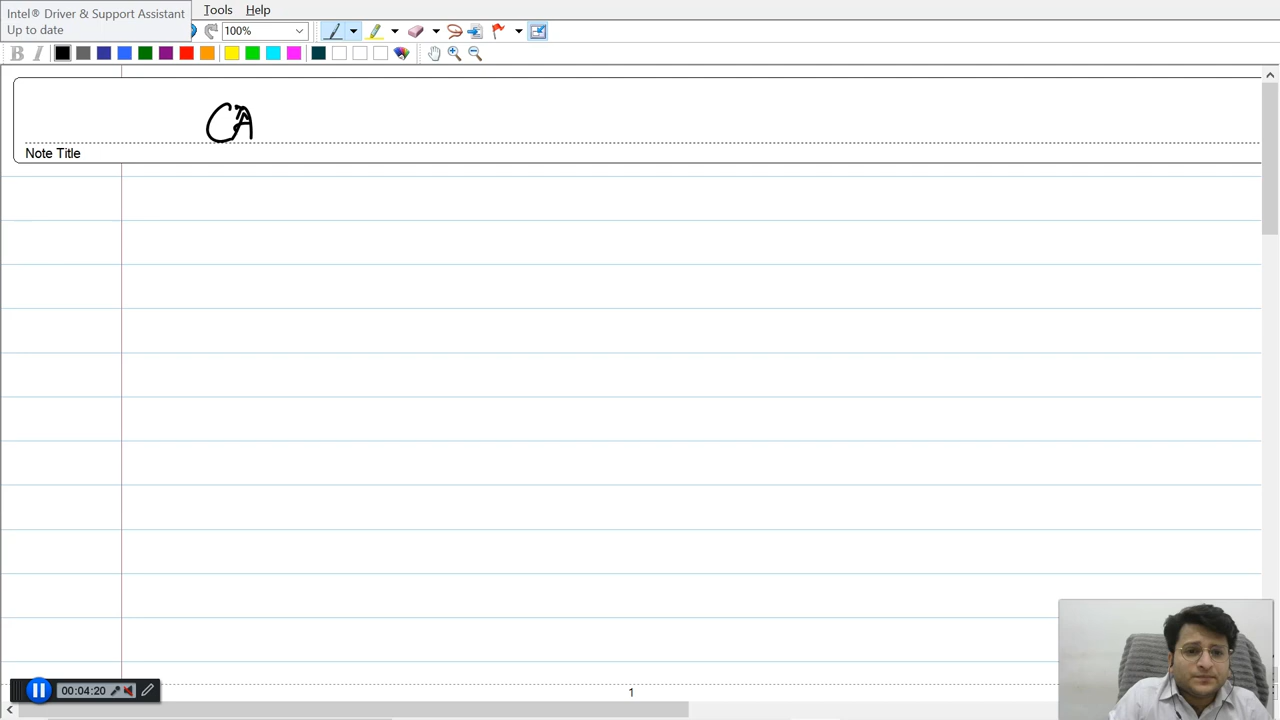 Intel® Driver & Support Assistant
Up to date
Tools Help
100%
B I
CA
Note Title
1
00:04:20